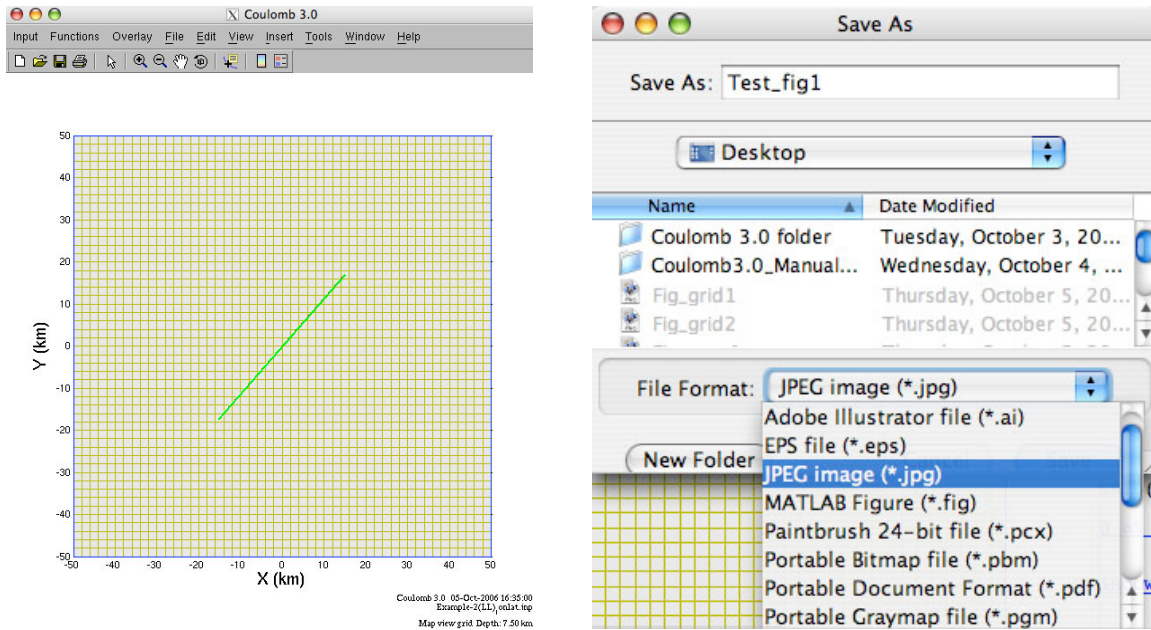 X Coulomb 3.0
Input Functions Overlay File Edit View Insert Tools Window Help
50
40
30
20
10
0
-10
-20
-30
-40
-50
Y (km)
-50 -40 -30 -20 -10 0 10 20 30 40 50
X (km)
Coulomb 3.0 05-Oct-2006 16:35:00
Example-2(LL)lonlat.inp
Map view grid Depth: 7.50 km
Save As
Save As: Test_fig1
Desktop
Name Date Modified
Coulomb 3.0 folder Tuesday, October 3, 20...
Coulomb3.0_Manual... Wednesday, October 4, ...
Fig_grid1 Thursday, October 5, 20...
Fig_grid2 Thursday, October 5, 20...
File Format: JPEG image (*.jpg)
Adobe Illustrator file (*.ai)
EPS file (*.eps)
New Folder
JPEG image (*.jpg)
MATLAB Figure (*.fig)
Paintbrush 24-bit file (*.pcx)
Portable Bitmap file (*.pbm)
Portable Document Format (*.pdf)
Portable Graymap file (*.pgm)